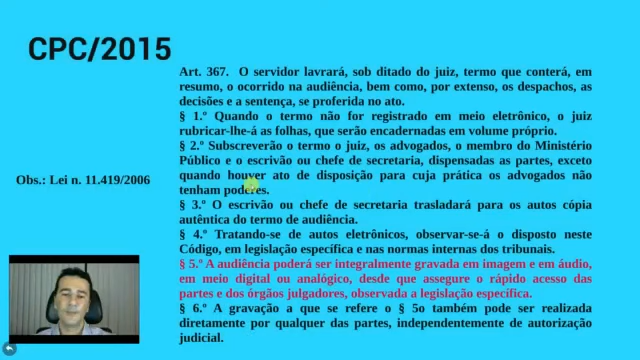 CPC/2015
Art. 367. O servidor lavrará, sob ditado do juiz, termo que conterá, em
resumo, o ocorrido na audiência, bem como, por extenso, os despachos, as
decisões e a sentença, se proferida no ato.
§ 1.º Quando o termo não for registrado em meio eletrônico, o juiz
rubricar-lhe-á as folhas, que serão encadernadas em volume próprio.
§ 2.º Subscreverão o termo o juiz, os advogados, o membro do Ministério
Público e o escrivão ou chefe de secretaria, dispensadas as partes, exceto
quando houver ato de disposição para cuja prática os advogados não
tenham poderes.
§ 3.º O escrivão ou chefe de secretaria trasladará para os autos cópia
autêntica do termo de audiência.
§ 4.º Tratando-se de autos eletrônicos, observar-se-á o disposto neste
Código, em legislação específica e nas normas internas dos tribunais.
§ 5.º A audiência poderá ser integralmente gravada em imagem e em áudio,
em meio digital ou analógico, desde que assegure o rápido acesso das
partes e dos órgãos julgadores, observada a legislação específica.
§ 6.º A gravação a que se refere o § 5o também pode ser realizada
diretamente por qualquer das partes, independentemente de autorização
judicial.
Obs.: Lei n. 11.419/2006